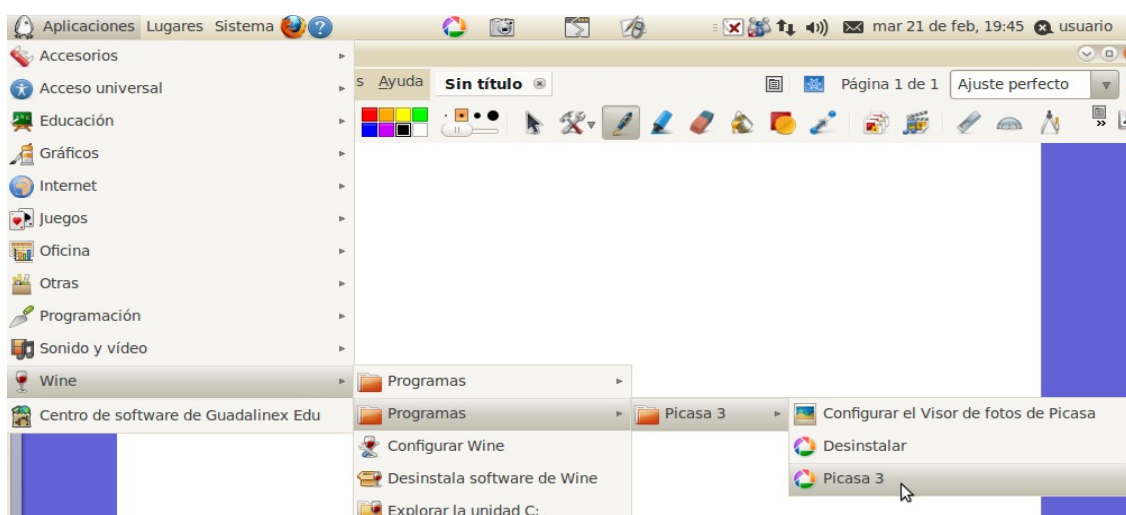 Aplicaciones Lugares Sistema ? mar 21 de feb, 19:45 usuario
Accesorios
s Ayuda Sin título Página 1 de 1 Ajuste perfecto
Acceso universal
Educación
Gráficos
Internet
Juegos
Oficina
Otras
Programación
Sonido y vídeo
Wine Programas
Centro de software de Guadalinex Edu Programas Picasa 3 Configurar el Visor de fotos de Picasa
Configurar Wine Desinstalar
Desinstala software de Wine Picasa 3
Explorar la unidad C: